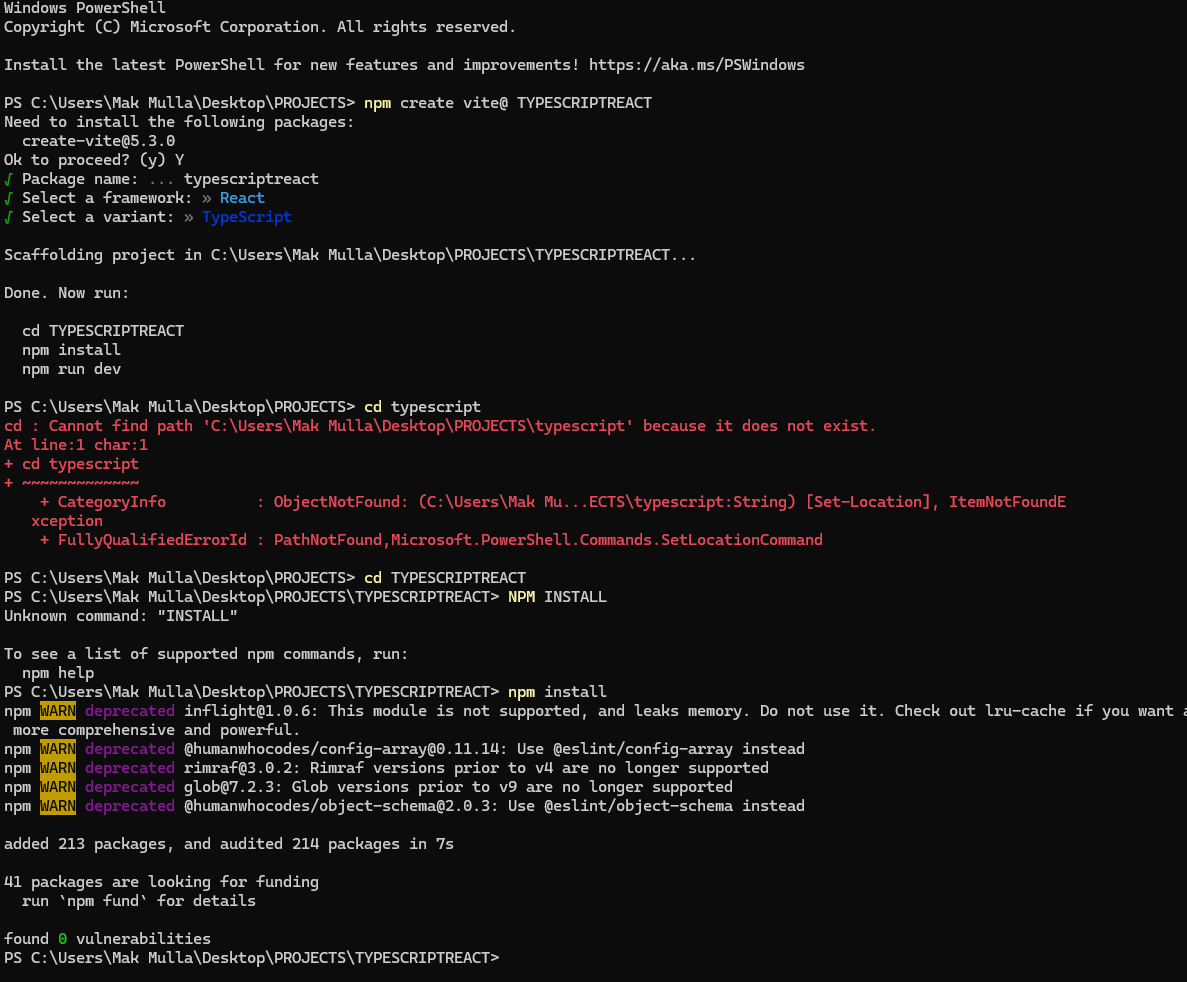 Windows PowerShell
Copyright (C) Microsoft Corporation. All rights reserved.
Install the latest PowerShell for new features and improvements! https://aka.ms/PSWindows
PS C:\Users\Mak Mulla\Desktop\PROJECTS> npm create vite@ TYPESCRIPTREACT
Need to install the following packages:
  create-vite@5.3.0
Ok to proceed? (y) Y
√ Package name: ... typescriptreact
√ Select a framework: » React
√ Select a variant: » TypeScript
Scaffolding project in C:\Users\Mak Mulla\Desktop\PROJECTS\TYPESCRIPTREACT...
Done. Now run:
  cd TYPESCRIPTREACT
  npm install
  npm run dev
PS C:\Users\Mak Mulla\Desktop\PROJECTS> cd typescript
cd : Cannot find path 'C:\Users\Mak Mulla\Desktop\PROJECTS\typescript' because it does not exist.
At line:1 char:1
+ cd typescript
+ ~~~~~~~~~~~~~
    + CategoryInfo          : ObjectNotFound: (C:\Users\Mak Mu...ECTS\typescript:String) [Set-Location], ItemNotFoundE
   xception
    + FullyQualifiedErrorId : PathNotFound,Microsoft.PowerShell.Commands.SetLocationCommand
PS C:\Users\Mak Mulla\Desktop\PROJECTS> cd TYPESCRIPTREACT
PS C:\Users\Mak Mulla\Desktop\PROJECTS\TYPESCRIPTREACT> NPM INSTALL
Unknown command: "INSTALL"
To see a list of supported npm commands, run:
  npm help
PS C:\Users\Mak Mulla\Desktop\PROJECTS\TYPESCRIPTREACT> npm install
npm WARN deprecated inflight@1.0.6: This module is not supported, and leaks memory. Do not use it. Check out lru-cache if you want a
 more comprehensive and powerful.
npm WARN deprecated @humanwhocodes/config-array@0.11.14: Use @eslint/config-array instead
npm WARN deprecated rimraf@3.0.2: Rimraf versions prior to v4 are no longer supported
npm WARN deprecated glob@7.2.3: Glob versions prior to v9 are no longer supported
npm WARN deprecated @humanwhocodes/object-schema@2.0.3: Use @eslint/object-schema instead
added 213 packages, and audited 214 packages in 7s
41 packages are looking for funding
  run `npm fund` for details
found 0 vulnerabilities
PS C:\Users\Mak Mulla\Desktop\PROJECTS\TYPESCRIPTREACT>